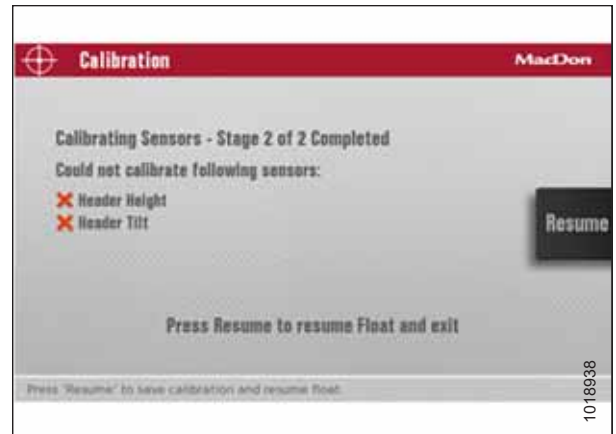 Calibration
MacDon
Calibrating Sensors - Stage 2 of 2 Completed
Could not calibrate following sensors:
Header Height
Header Tilt
Resume
Press Resume to resume Float and exit
Press 'Resume' to save calibration and resume float.
1018938